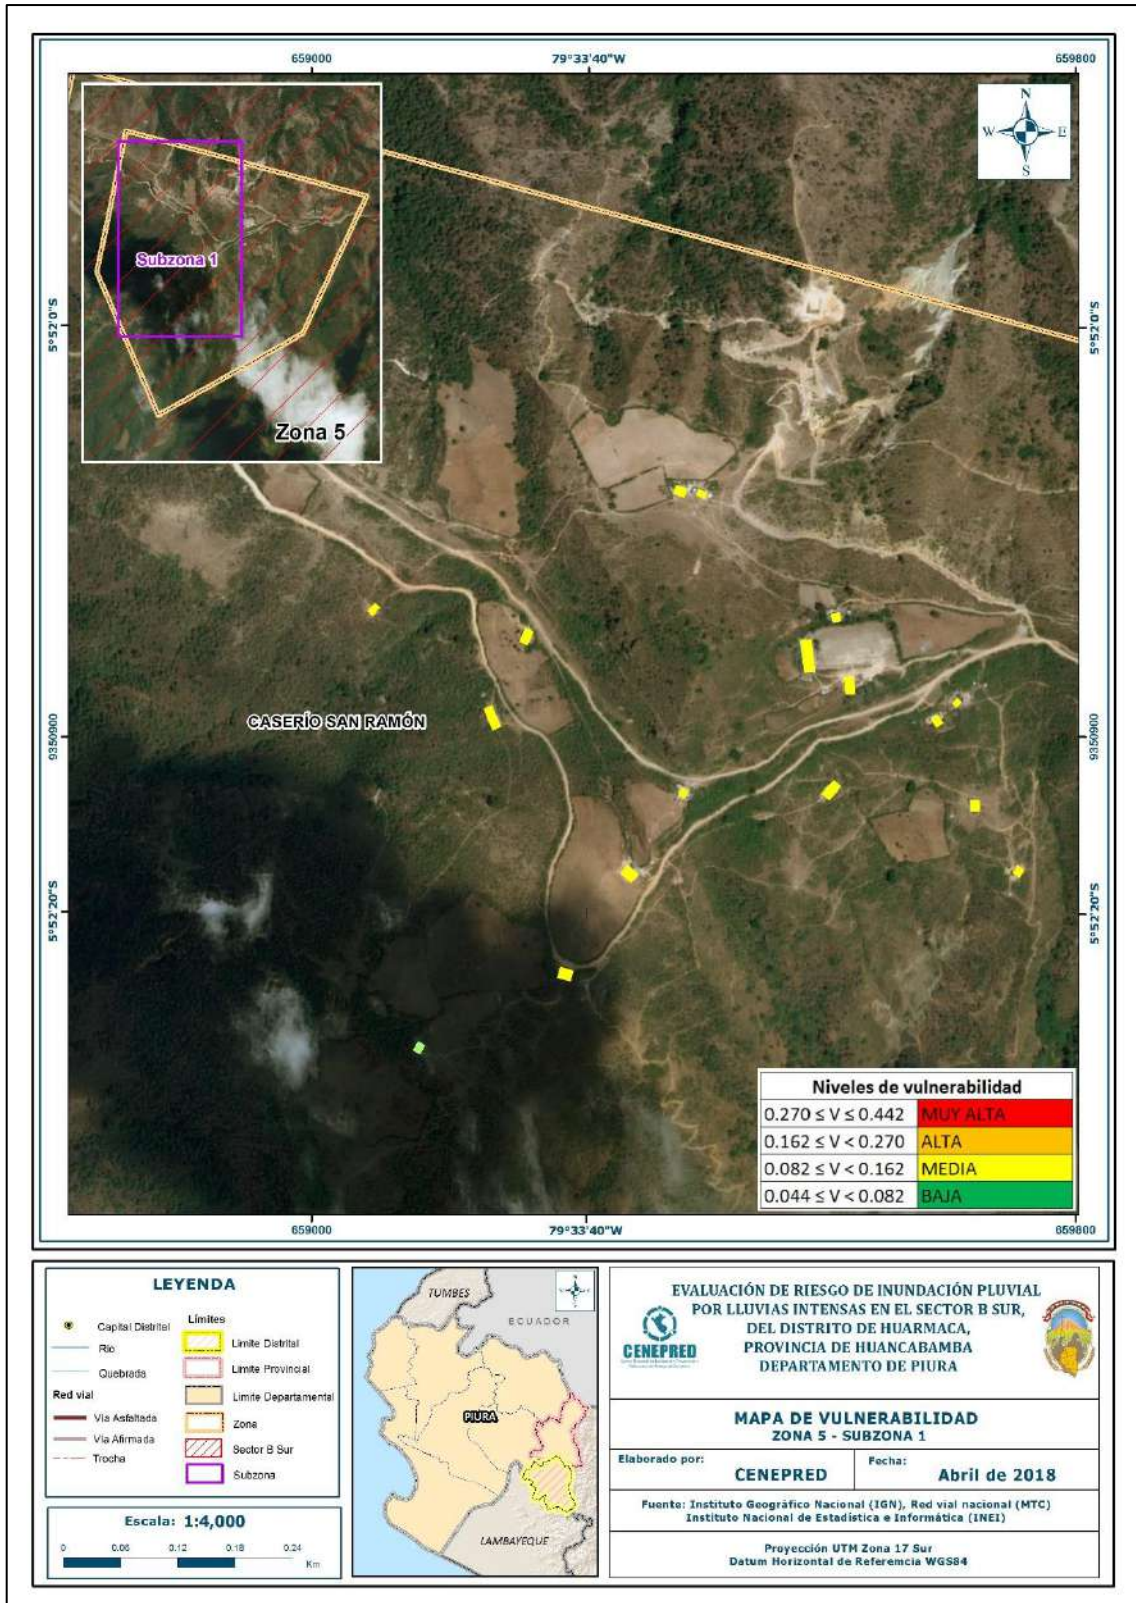 659000
79°33'40"W
659800
N
W
E
S
Subzona 1
Zona 5
5°52'0"S
5°52'0"S
CASERÍO SAN RAMÓN
9350900
9350900
5°52'20"S
5°52'20"S
Niveles de vulnerabilidad
0.270 ≤ V ≤ 0.442 MUY ALTA
0.162 ≤ V < 0.270 ALTA
0.082 ≤ V < 0.162 MEDIA
0.044 ≤ V < 0.082 BAJA
659000
79°33'40"W
659800
LEYENDA
Capital Distrital
Río
Quebrada
Red vial
Vía Asfaltada
Vía Afirmada
Trocha
Límites
Limite Distrital
Limite Provincial
Limite Departamental
Zona
Sector B Sur
Subzona
Escala: 1:4,000
0 0.06 0.12 0.18 0.24
Km
TUMBES
ECUADOR
PIURA
LAMBAYEQUE
EVALUACIÓN DE RIESGO DE INUNDACIÓN PLUVIAL
POR LLUVIAS INTENSAS EN EL SECTOR B SUR,
DEL DISTRITO DE HUARMACA,
PROVINCIA DE HUANCABAMBA
DEPARTAMENTO DE PIURA
CENEPRED
MAPA DE VULNERABILIDAD
ZONA 5 - SUBZONA 1
Elaborado por:
CENEPRED
Fecha:
Abril de 2018
Fuente: Instituto Geográfico Nacional (IGN), Red vial nacional (MTC)
Instituto Nacional de Estadística e Informática (INEI)
Proyección UTM Zona 17 Sur
Datum Horizontal de Referencia WGS84